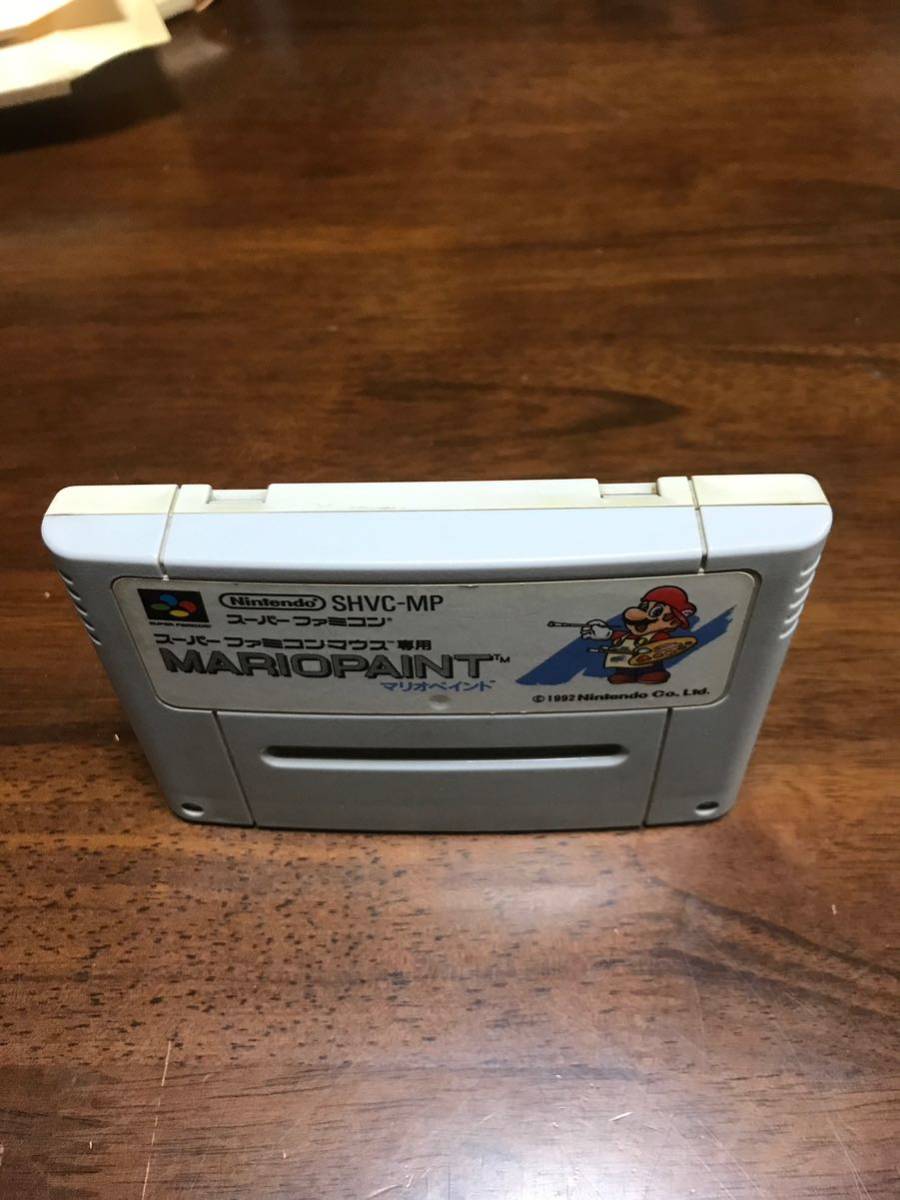 Nintendo SHVC-MP
SUPER FAMICOM
スーパーファミコン
スーパーファミコンマウス専用
MARIOPAINT™
マリオペイント™
©1992 Nintendo Co., Ltd.